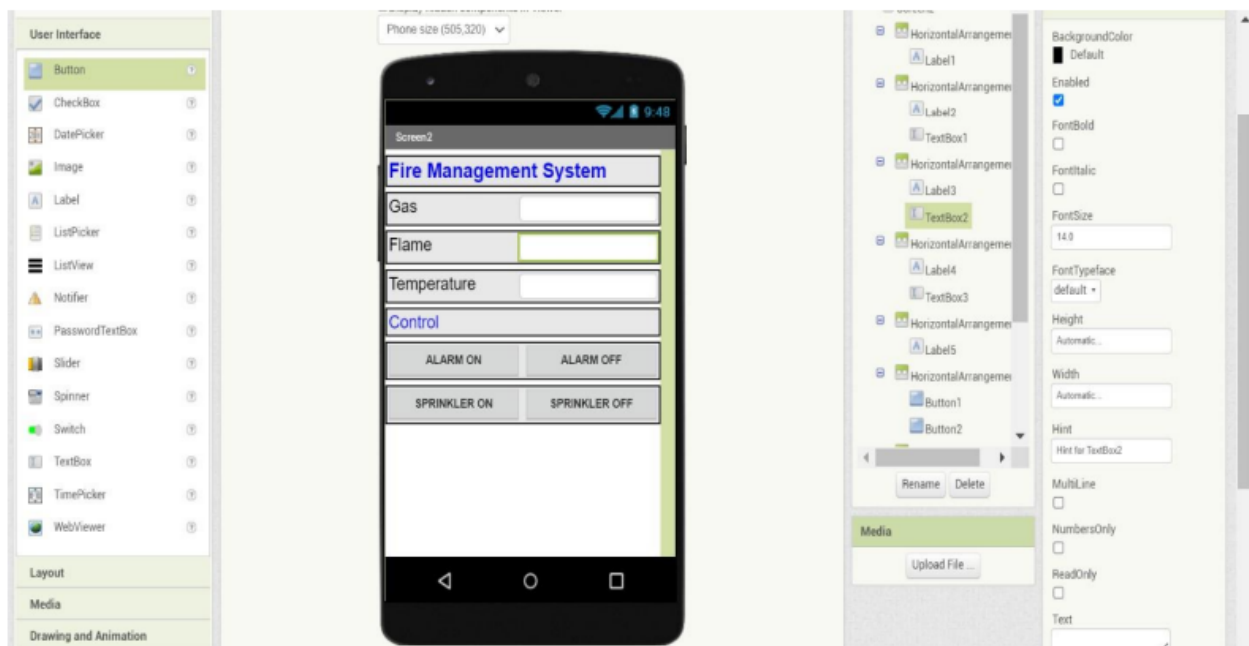 User Interface
Button
CheckBox
DatePicker
Image
Label
ListPicker
ListView
Notifier
PasswordTextBox
Slider
Spinner
Switch
TextBox
TimePicker
WebViewer
Layout
Media
Drawing and Animation
Phone size (505,320)
9:48
Screen2
Fire Management System
Gas
Flame
Temperature
Control
ALARM ON ALARM OFF
SPRINKLER ON SPRINKLER OFF
HorizontalArrangeme
Label1
HorizontalArrangeme
Label2
TextBox1
HorizontalArrangeme
Label3
TextBox2
HorizontalArrangeme
Label4
TextBox3
HorizontalArrangeme
Label5
HorizontalArrangeme
Button1
Button2
Rename Delete
Media
Upload File ...
BackgroundColor
Default
Enabled
FontBold
FontItalic
FontSize
14.0
FontTypeface
default
Height
Automatic...
Width
Automatic...
Hint
Hint for TextBox2
MultiLine
NumbersOnly
ReadOnly
Text